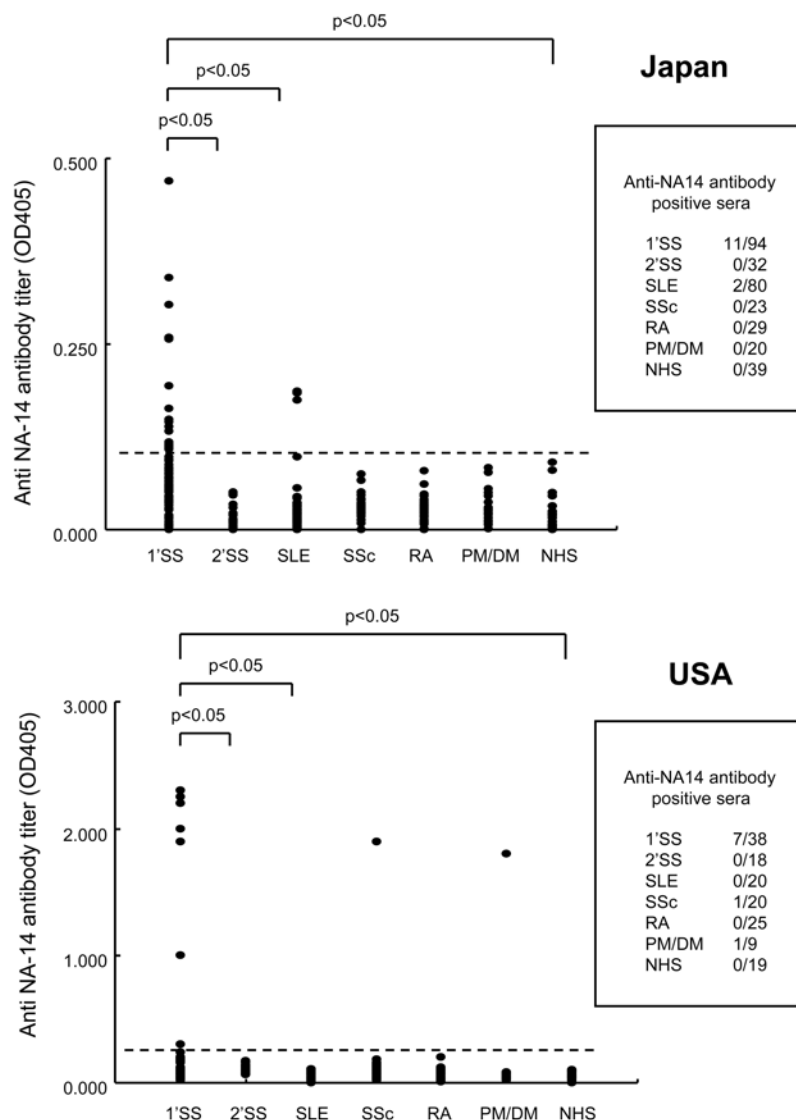 p<0.05
Japan
p<0.05
p<0.05
0.500
Anti-NA14 antibody
positive sera
1'SS 11/94
2'SS 0/32
SLE 2/80
SSc 0/23
RA 0/29
PM/DM 0/20
NHS 0/39
Anti NA-14 antibody titer (OD405)
0.250
0.000
1'SS 2'SS SLE SSc RA PM/DM NHS
p<0.05
USA
p<0.05
p<0.05
3.000
Anti-NA14 antibody
positive sera
1'SS 7/38
2'SS 0/18
SLE 0/20
SSc 1/20
RA 0/25
PM/DM 1/9
NHS 0/19
Anti NA-14 antibody titer (OD405)
2.000
1.000
0.000
1'SS 2'SS SLE SSc RA PM/DM NHS